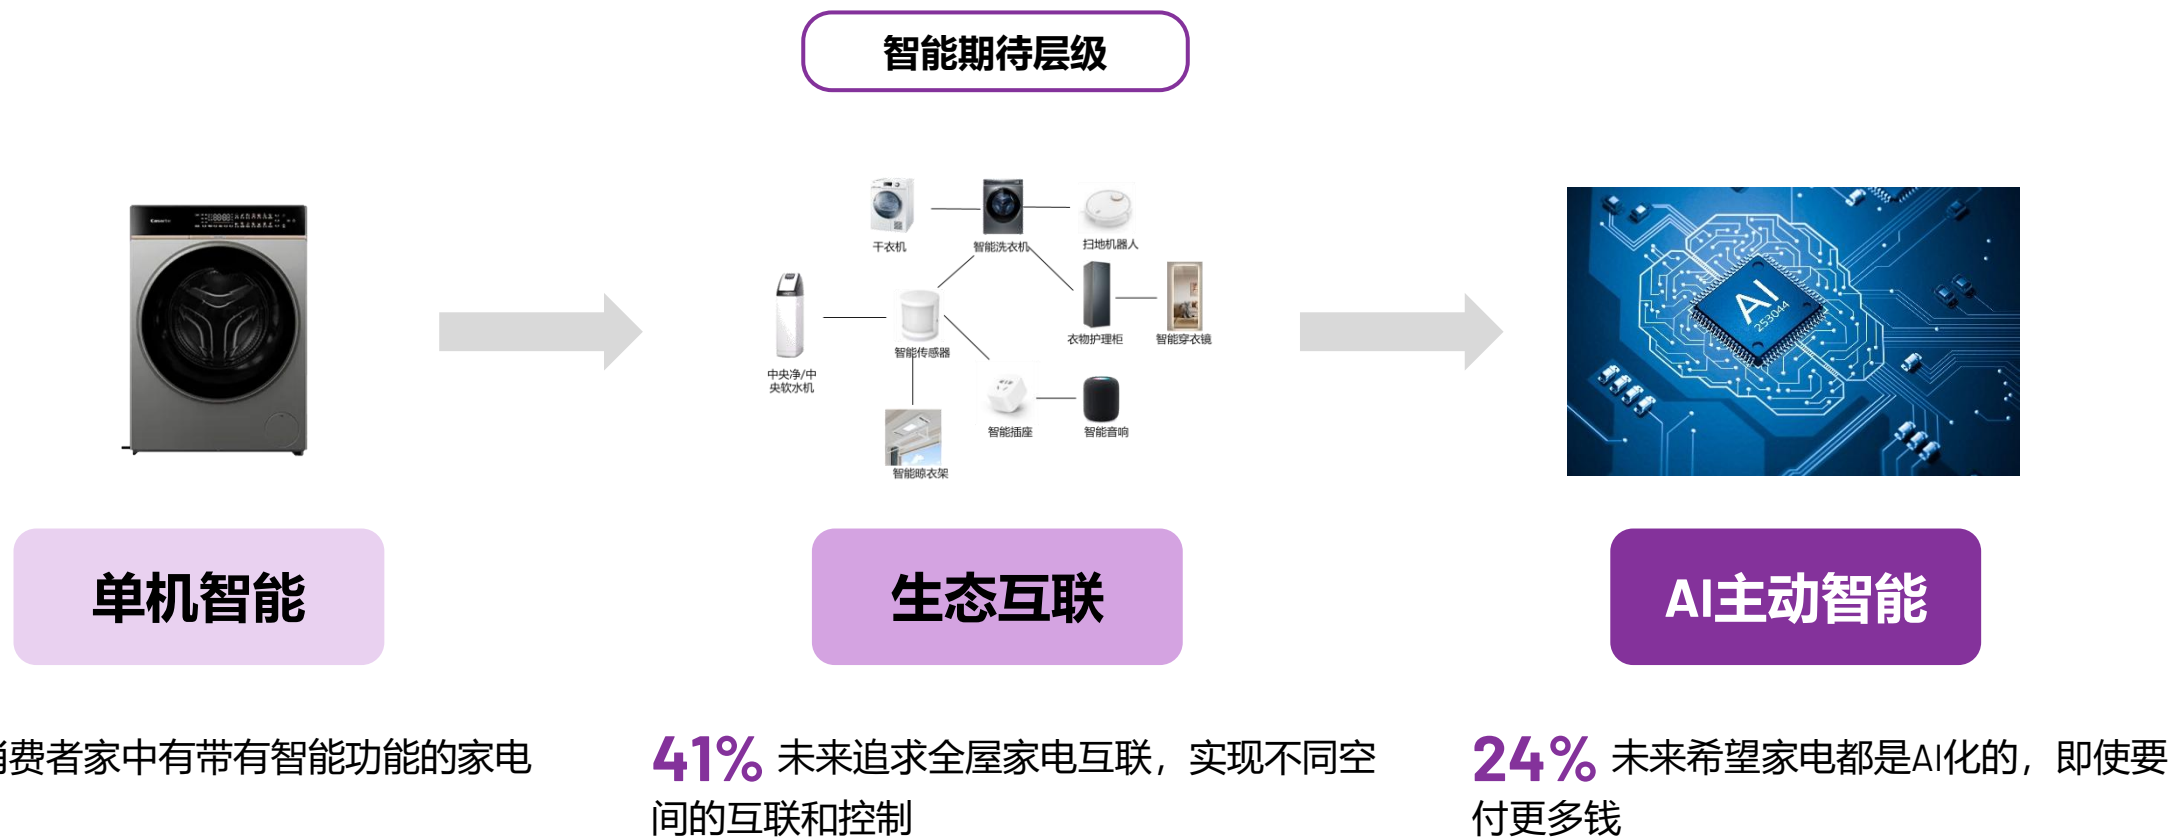 智能期待层级
干衣机
智能洗衣机
扫地机器人
中央净/中
央软水机
智能传感器
衣物护理柜
智能穿衣镜
智能插座
智能音响
智能晾衣架
AI
253044
单机智能
生态互联
AI主动智能
消费者家中有带有智能功能的家电
41% 未来追求全屋家电互联，实现不同空
间的互联和控制
24% 未来希望家电都是AI化的，即使要
付更多钱